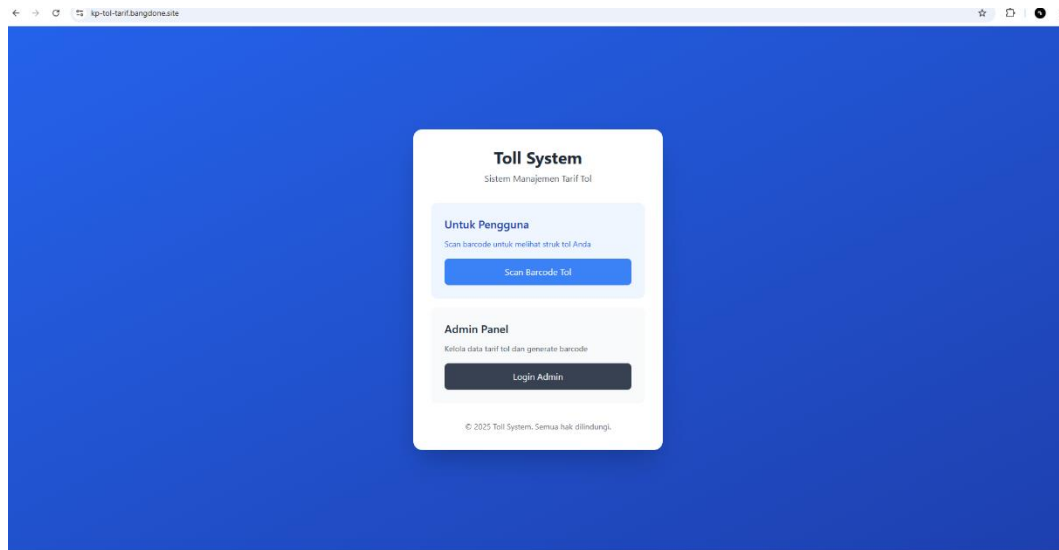 kp-tol-tarif.bangdone.site
Toll System
Sistem Manajemen Tarif Tol
Untuk Pengguna
Scan barcode untuk melihat struk tol Anda
Scan Barcode Tol
Admin Panel
Kelola data tarif tol dan generate barcode
Login Admin
© 2025 Toll System. Semua hak dilindungi.